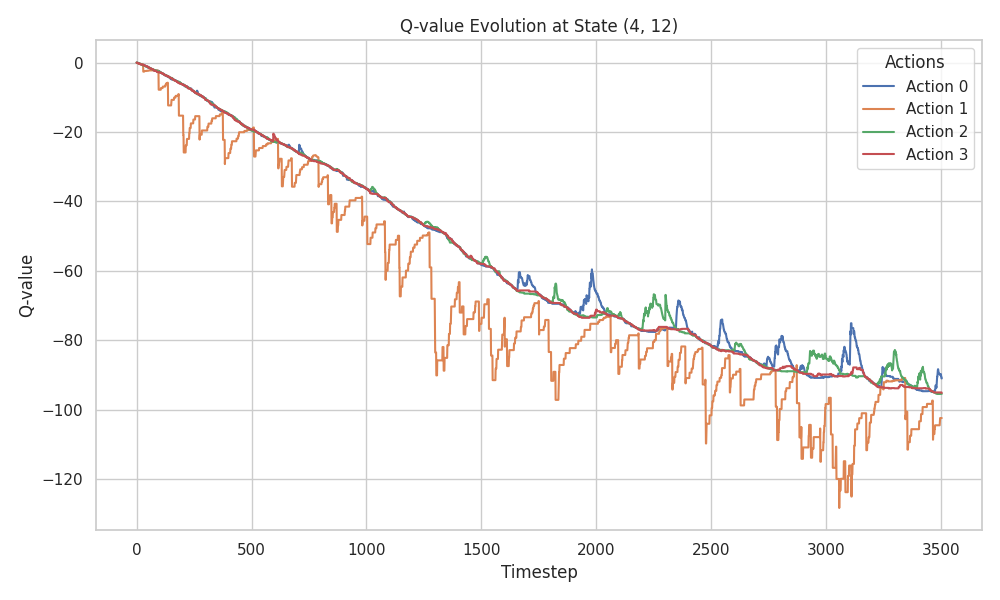 Q-value Evolution at State (4, 12)
Actions
Action 0
Action 1
Action 2
Action 3
Q-value
0
−20
−40
−60
−80
−100
−120
0 500 1000 1500 2000 2500 3000 3500
Timestep